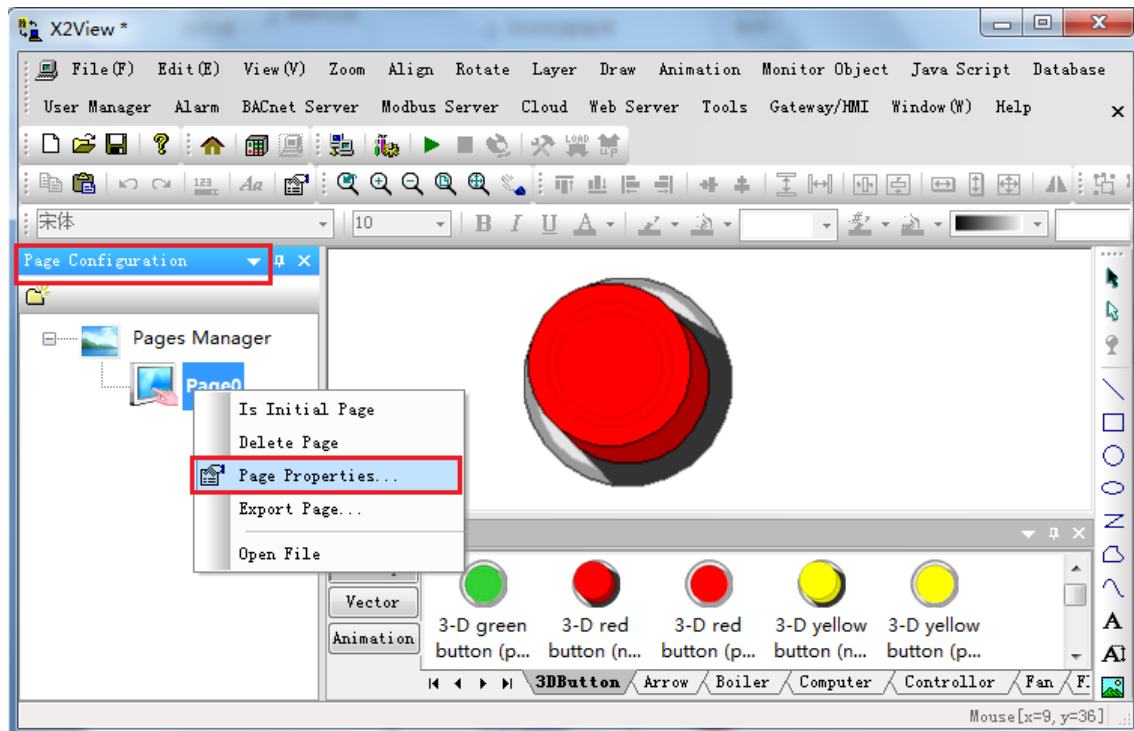 X2View *
File(F) Edit(E) View(V) Zoom Align Rotate Layer Draw Animation Monitor Object Java Script Database
User Manager Alarm BACnet Server Modbus Server Cloud Web Server Tools Gateway/HMI Window(W) Help
宋体 10 B I U A
Page Configuration
Pages Manager
Page0
Is Initial Page
Delete Page
Page Properties...
Export Page...
Open File
Vector
Animation
3-D green button (p...
3-D red button (n...
3-D red button (p...
3-D yellow button (n...
3-D yellow button (p...
3DButton Arrow Boiler Computer Controllor Fan
Mouse[x=9, y=36]